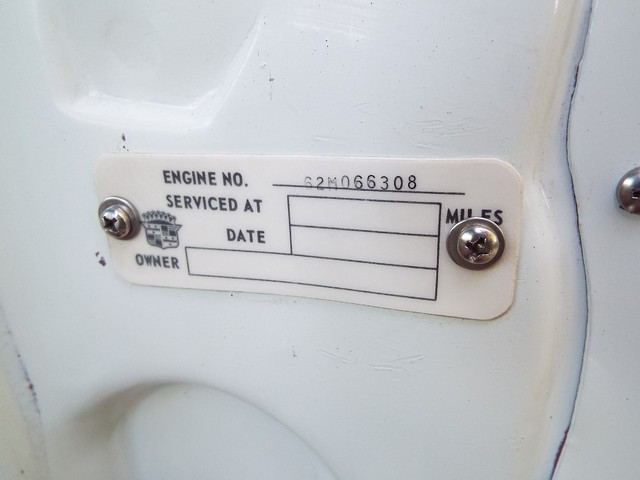 ENGINE NO. 62M066308
SERVICED AT MILES
DATE
OWNER